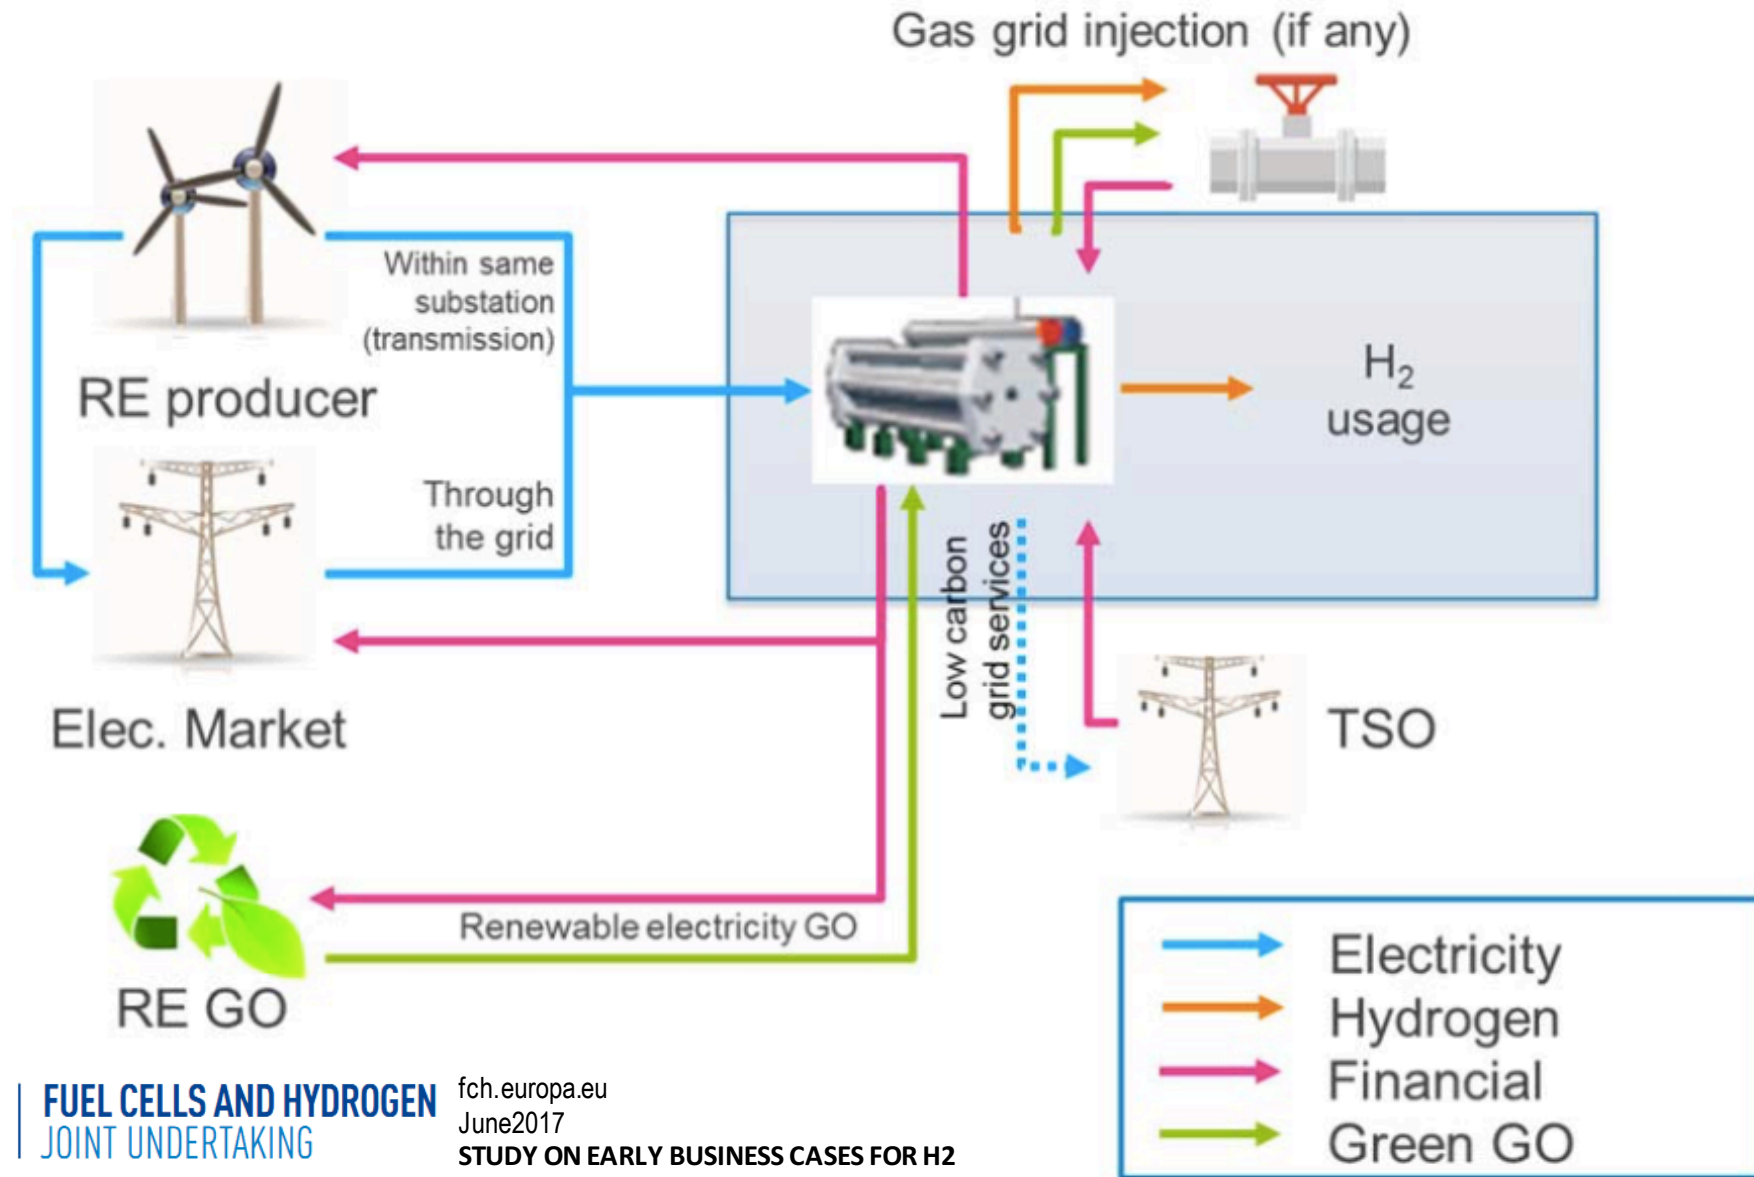 Gas grid injection (if any)
Within same
substation
(transmission)
RE producer
H₂
usage
Through
the grid
Low carbon
grid services
Elec. Market
TSO
Renewable electricity GO
RE GO
Electricity
Hydrogen
Financial
Green GO
FUEL CELLS AND HYDROGEN
JOINT UNDERTAKING
fch.europa.eu
June2017
STUDY ON EARLY BUSINESS CASES FOR H2